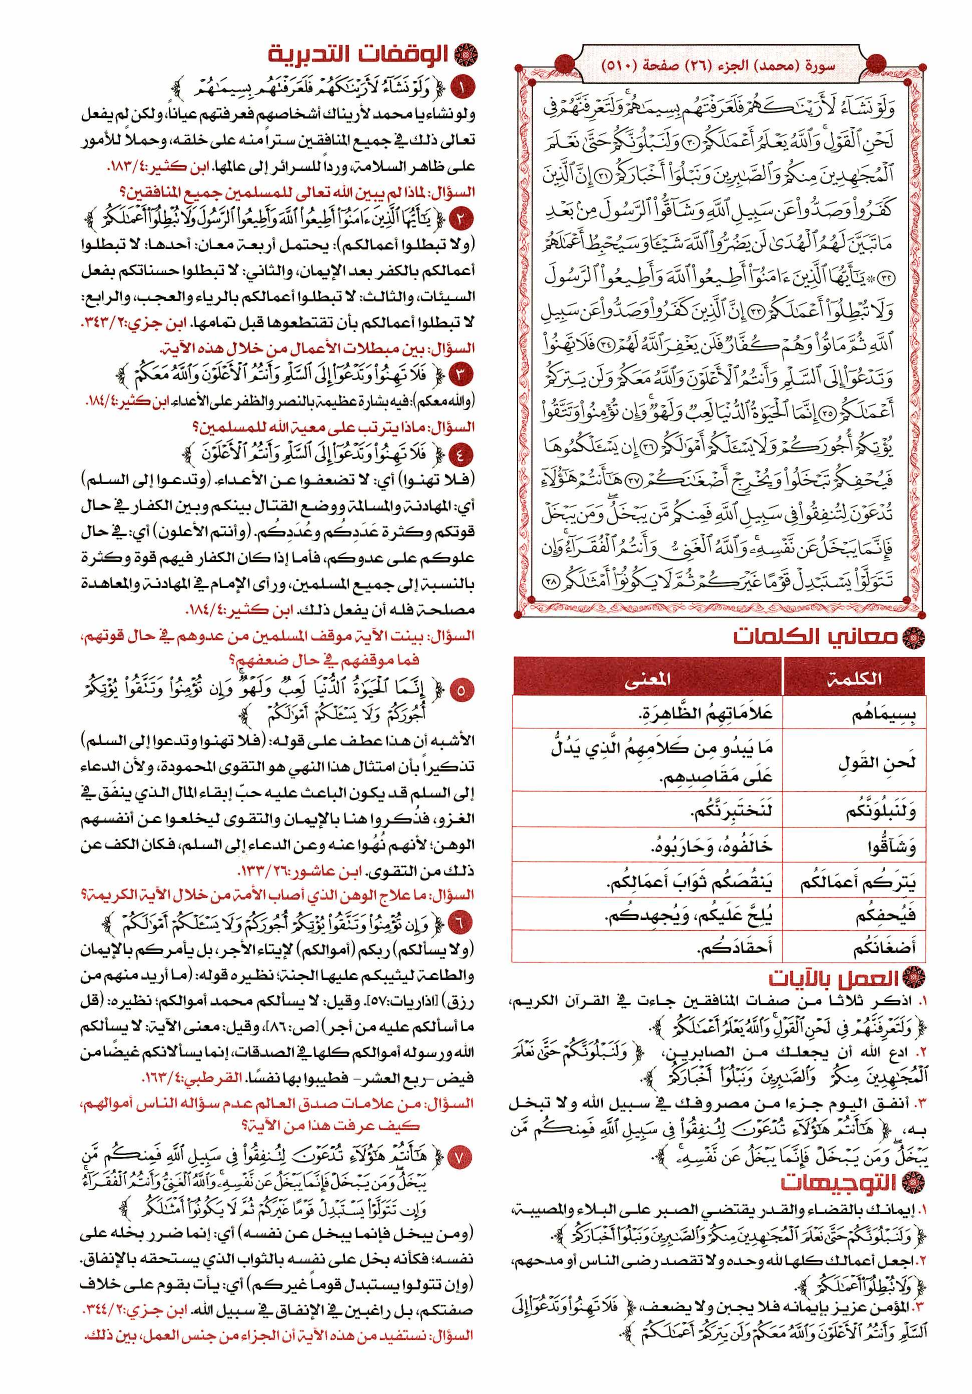 سورة (محمد) الجزء (٢٦) صفحة (٥١٠)
وَلَوْ نَشَآءُ لَأَرَيْنَٰكَهُمْ فَلَعَرَفْتَهُم بِسِيمَٰهُمْ ۚ وَلَتَعْرِفَنَّهُمْ فِى
لَحْنِ ٱلْقَوْلِ ۚ وَٱللَّهُ يَعْلَمُ أَعْمَٰلَكُمْ ٣٠ وَلَنَبْلُوَنَّكُمْ حَتَّىٰ نَعْلَمَ
ٱلْمُجَٰهِدِينَ مِنكُمْ وَٱلصَّٰبِرِينَ وَنَبْلُوَا۟ أَخْبَارَكُمْ ٣١ إِنَّ ٱلَّذِينَ
كَفَرُوا۟ وَصَدُّوا۟ عَن سَبِيلِ ٱللَّهِ وَشَآقُّوا۟ ٱلرَّسُولَ مِنۢ بَعْدِ
مَا تَبَيَّنَ لَهُمُ ٱلْهُدَىٰ لَن يَضُرُّوا۟ ٱللَّهَ شَيْـًٔا وَسَيُحْبِطُ أَعْمَٰلَهُمْ
٣٢ ۞ يَٰٓأَيُّهَا ٱلَّذِينَ ءَامَنُوٓا۟ أَطِيعُوا۟ ٱللَّهَ وَأَطِيعُوا۟ ٱلرَّسُولَ
وَلَا تُبْطِلُوٓا۟ أَعْمَٰلَكُمْ ٣٣ إِنَّ ٱلَّذِينَ كَفَرُوا۟ وَصَدُّوا۟ عَن سَبِيلِ
ٱللَّهِ ثُمَّ مَاتُوا۟ وَهُمْ كُفَّارٌ فَلَن يَغْفِرَ ٱللَّهُ لَهُمْ ٣٤ فَلَا تَهِنُوا۟
وَتَدْعُوٓا۟ إِلَى ٱلسَّلْمِ وَأَنتُمُ ٱلْأَعْلَوْنَ وَٱللَّهُ مَعَكُمْ وَلَن يَتِرَكُمْ
أَعْمَٰلَكُمْ ٣٥ إِنَّمَا ٱلْحَيَوٰةُ ٱلدُّنْيَا لَعِبٌ وَلَهْوٌ ۚ وَإِن تُؤْمِنُوا۟ وَتَتَّقُوا۟
يُؤْتِكُمْ أُجُورَكُمْ وَلَا يَسْـَٔلْكُمْ أَمْوَٰلَكُمْ ٣٦ إِن يَسْـَٔلْكُمُوهَا
فَيُحْفِكُمْ تَبْخَلُوا۟ وَيُخْرِجْ أَضْغَٰنَكُمْ ٣٧ هَٰٓأَنتُمْ هَٰٓؤُلَآءِ
تُدْعَوْنَ لِتُنفِقُوا۟ فِى سَبِيلِ ٱللَّهِ فَمِنكُم مَّن يَبْخَلُ ۖ وَمَن يَبْخَلْ
فَإِنَّمَا يَبْخَلُ عَن نَّفْسِهِۦ ۚ وَٱللَّهُ ٱلْغَنِىُّ وَأَنتُمُ ٱلْفُقَرَآءُ ۚ وَإِن
تَتَوَلَّوْا۟ يَسْتَبْدِلْ قَوْمًا غَيْرَكُمْ ثُمَّ لَا يَكُونُوٓا۟ أَمْثَٰلَكُم ٣٨
معاني الكلمات
الكلمة المعنى
بِسِيمَاهُم عَلَامَاتِهِمُ الظَّاهِرَةِ.
لَحنِ القَولِ مَا يَبدُو مِن كَلَامِهِمُ الَّذِي يَدُلُّ
عَلَى مَقَاصِدِهِم.
وَلَنَبلُوَنَّكُم لَنَختَبِرَنَّكُم.
وَشَاقُّوا خَالَفُوهُ، وَحَارَبُوهُ.
يَتِرَكُم أَعمَالَكُم يَنقُصَكُم ثَوَابَ أَعمَالِكُم.
فَيُحفِكُم يُلِحَّ عَلَيكُم، وَيُجهِدكُم.
أَضغَانَكُم أَحقَادَكُم.
العمل بالآيات
١. اذكر ثلاثا من صفات المنافقين جاءت في القرآن الكريم،
﴿ وَلَتَعْرِفَنَّهُمْ فِى لَحْنِ ٱلْقَوْلِ ۚ وَٱللَّهُ يَعْلَمُ أَعْمَٰلَكُمْ ﴾.
٢. ادع الله أن يجعلك من الصابرين، ﴿ وَلَنَبْلُوَنَّكُمْ حَتَّىٰ نَعْلَمَ
ٱلْمُجَٰهِدِينَ مِنكُمْ وَٱلصَّٰبِرِينَ وَنَبْلُوَا۟ أَخْبَارَكُمْ ﴾.
٣. أنفق اليوم جزءا من مصروفك في سبيل الله ولا تبخل
به، ﴿ هَٰٓأَنتُمْ هَٰٓؤُلَآءِ تُدْعَوْنَ لِتُنفِقُوا۟ فِى سَبِيلِ ٱللَّهِ فَمِنكُم مَّن
يَبْخَلُ ۖ وَمَن يَبْخَلْ فَإِنَّمَا يَبْخَلُ عَن نَّفْسِهِۦ ﴾.
التوجيهات
١. إيمانك بالقضاء والقدر يقتضي الصبر على البلاء والمصيبة،
﴿ وَلَنَبْلُوَنَّكُمْ حَتَّىٰ نَعْلَمَ ٱلْمُجَٰهِدِينَ مِنكُمْ وَٱلصَّٰبِرِينَ وَنَبْلُوَا۟ أَخْبَارَكُمْ ﴾.
٢. اجعل أعمالك كلها لله وحده ولا تقصد رضى الناس أو مدحهم،
﴿ وَلَا تُبْطِلُوٓا۟ أَعْمَٰلَكُمْ ﴾.
٣. المؤمن عزيز بإيمانه فلا يجبن ولا يضعف، ﴿ فَلَا تَهِنُوا۟ وَتَدْعُوٓا۟ إِلَى
ٱلسَّلْمِ وَأَنتُمُ ٱلْأَعْلَوْنَ وَٱللَّهُ مَعَكُمْ وَلَن يَتِرَكُمْ أَعْمَٰلَكُمْ ﴾.
الوقفات التدبرية
١ ﴿ وَلَوْ نَشَآءُ لَأَرَيْنَٰكَهُمْ فَلَعَرَفْتَهُم بِسِيمَٰهُمْ ﴾
ولو نشاء يا محمد لأريناك أشخاصهم فعرفتهم عياناً، ولكن لم يفعل
تعالى ذلك في جميع المنافقين ستراً منه على خلقه، وحملاً للأمور
على ظاهر السلامة، ورداً للسرائر إلى عالمها. ابن كثير:١٨٣/٤.
السؤال: لماذا لم يبين الله تعالى للمسلمين جميع المنافقين؟
٢ ﴿ يَٰٓأَيُّهَا ٱلَّذِينَ ءَامَنُوٓا۟ أَطِيعُوا۟ ٱللَّهَ وَأَطِيعُوا۟ ٱلرَّسُولَ وَلَا تُبْطِلُوٓا۟ أَعْمَٰلَكُمْ ﴾
(ولا تبطلوا أعمالكم): يحتمل أربعة معان: أحدها: لا تبطلوا
أعمالكم بالكفر بعد الإيمان، والثاني: لا تبطلوا حسناتكم بفعل
السيئات، والثالث: لا تبطلوا أعمالكم بالرياء والعجب، والرابع:
لا تبطلوا أعمالكم بأن تقتطعوها قبل تمامها. ابن جزي:٣٤٣/٢.
السؤال: بين مبطلات الأعمال من خلال هذه الآية.
٣ ﴿ فَلَا تَهِنُوا۟ وَتَدْعُوٓا۟ إِلَى ٱلسَّلْمِ وَأَنتُمُ ٱلْأَعْلَوْنَ وَٱللَّهُ مَعَكُمْ ﴾
(والله معكم): فيه بشارة عظيمة بالنصر والظفر على الأعداء. ابن كثير:١٨٤/٤.
السؤال: ماذا يترتب على معية الله للمسلمين؟
٤ ﴿ فَلَا تَهِنُوا۟ وَتَدْعُوٓا۟ إِلَى ٱلسَّلْمِ وَأَنتُمُ ٱلْأَعْلَوْنَ ﴾
(فلا تهنوا) أي: لا تضعفوا عن الأعداء. (وتدعوا إلى السلم)
أي: المهادنة والمسالمة ووضع القتال بينكم وبين الكفار في حال
قوتكم وكثرة عَدَدِكُم وعُدَدِكُم. (وأنتم الأعلون) أي: في حال
علوكم على عدوكم، فأما إذا كان الكفار فيهم قوة وكثرة
بالنسبة إلى جميع المسلمين، ورأى الإمام في المهادنة والمعاهدة
مصلحة فله أن يفعل ذلك. ابن كثير:١٨٤/٤.
السؤال: بينت الآية موقف المسلمين من عدوهم في حال قوتهم،
فما موقفهم في حال ضعفهم؟
٥ ﴿ إِنَّمَا ٱلْحَيَوٰةُ ٱلدُّنْيَا لَعِبٌ وَلَهْوٌ ۚ وَإِن تُؤْمِنُوا۟ وَتَتَّقُوا۟ يُؤْتِكُمْ
أُجُورَكُمْ وَلَا يَسْـَٔلْكُمْ أَمْوَٰلَكُمْ ﴾
الأشبه أن هذا عطف على قوله: (فلا تهنوا وتدعوا إلى السلم)
تذكيراً بأن امتثال هذا النهي هو التقوى المحمودة، ولأن الدعاء
إلى السلم قد يكون الباعث عليه حبّ إبقاء المال الذي ينفَق في
الغزو، فذُكروا هنا بالإيمان والتقوى ليخلعوا عن أنفسهم
الوهن؛ لأنهم نُهُوا عنه وعن الدعاء إلى السلم، فكان الكف عن
ذلك من التقوى. ابن عاشور:١٣٣/٢٦.
السؤال: ما علاج الوهن الذي أصاب الأمة من خلال الآية الكريمة؟
٦ ﴿ وَإِن تُؤْمِنُوا۟ وَتَتَّقُوا۟ يُؤْتِكُمْ أُجُورَكُمْ وَلَا يَسْـَٔلْكُمْ أَمْوَٰلَكُمْ ﴾
(ولا يسألكم) ربكم (أموالكم) لإيتاء الأجر، بل يأمركم بالإيمان
والطاعة ليثيبكم عليها الجنة؛ نظيره قوله: (ما أريد منهم من
رزق) [الذاريات:٥٧]. وقيل: لا يسألكم محمد أموالكم؛ نظيره: (قل
ما أسألكم عليه من أجر) [ص:٨٦]، وقيل: معنى الآية: لا يسألكم
الله ورسوله أموالكم كلها في الصدقات، إنما يسألانكم غيضاً من
فيض –ربع العشر– فطيبوا بها نفسًا. القرطبي:١٦٣/٤.
السؤال: من علامات صدق العالم عدم سؤاله الناس أموالهم،
كيف عرفت هذا من الآية؟
٧ ﴿ هَٰٓأَنتُمْ هَٰٓؤُلَآءِ تُدْعَوْنَ لِتُنفِقُوا۟ فِى سَبِيلِ ٱللَّهِ فَمِنكُم مَّن
يَبْخَلُ ۖ وَمَن يَبْخَلْ فَإِنَّمَا يَبْخَلُ عَن نَّفْسِهِۦ ۚ وَٱللَّهُ ٱلْغَنِىُّ وَأَنتُمُ ٱلْفُقَرَآءُ ۚ
وَإِن تَتَوَلَّوْا۟ يَسْتَبْدِلْ قَوْمًا غَيْرَكُمْ ثُمَّ لَا يَكُونُوٓا۟ أَمْثَٰلَكُم ﴾
(ومن يبخل فإنما يبخل عن نفسه) أي: إنما ضرر بخله على
نفسه؛ فكأنه بخل على نفسه بالثواب الذي يستحقه بالإنفاق.
(وإن تتولوا يستبدل قوماً غيركم) أي: يأت بقوم على خلاف
صفتكم، بل راغبين في الإنفاق في سبيل الله. ابن جزي:٣٤٤/٢.
السؤال: نستفيد من هذه الآية أن الجزاء من جنس العمل، بين ذلك.